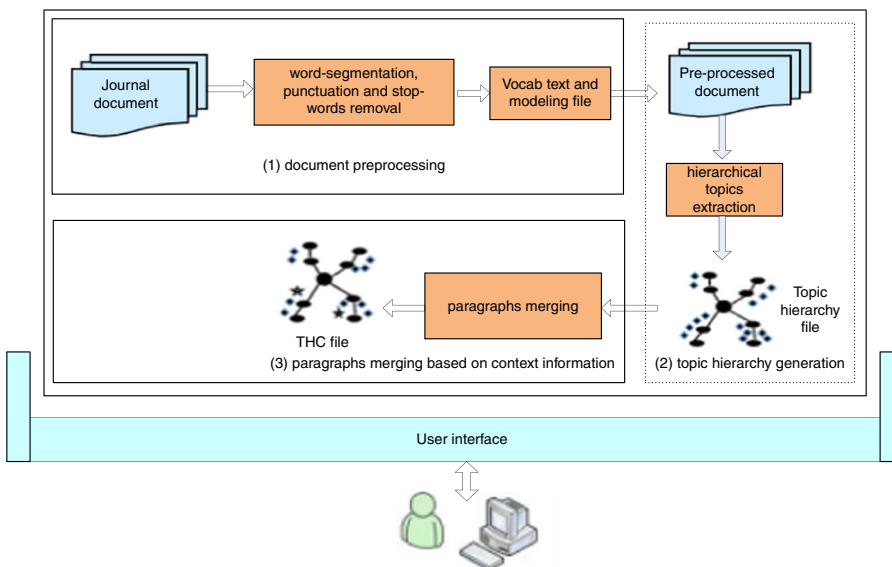 Journal
document
word-segmentation,
punctuation and stop-
words removal
Vocab text and
modeling file
Pre-processed
document
(1) document preprocessing
hierarchical
topics
extraction
Topic
hierarchy
file
(2) topic hierarchy generation
paragraphs merging
THC file
(3) paragraphs merging based on context information
User interface